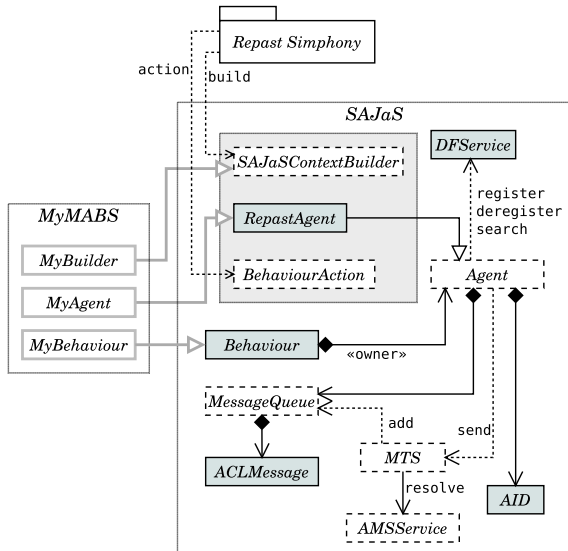 Repast Simphony
action
build
SAJaS
SAJaSContextBuilder
DFService
register
deregister
search
MyMABS
RepastAgent
MyBuilder
Agent
BehaviourAction
MyAgent
MyBehaviour
Behaviour
«owner»
MessageQueue
add
send
MTS
ACLMessage
resolve
AID
AMSService